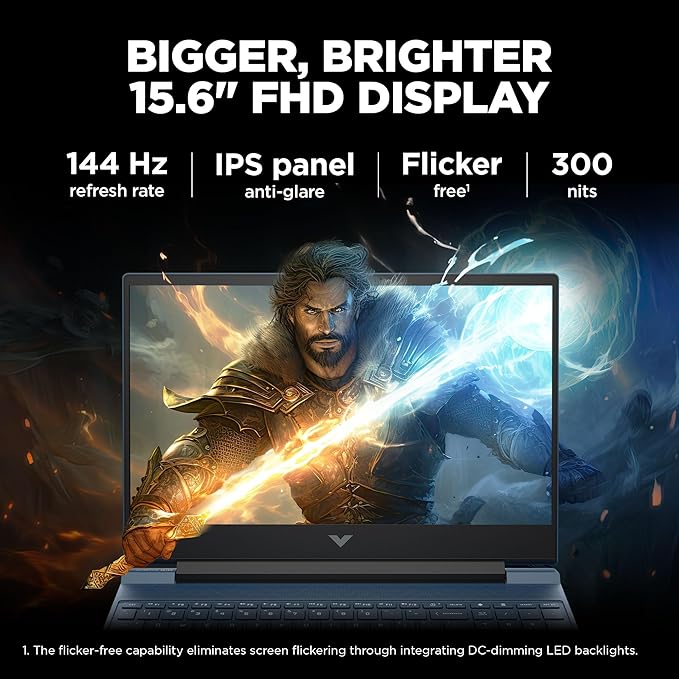 BIGGER, BRIGHTER
15.6" FHD DISPLAY
144 Hz
refresh rate
IPS panel
anti-glare
Flicker
free¹
300
nits
1. The flicker-free capability eliminates screen flickering through integrating DC-dimming LED backlights.